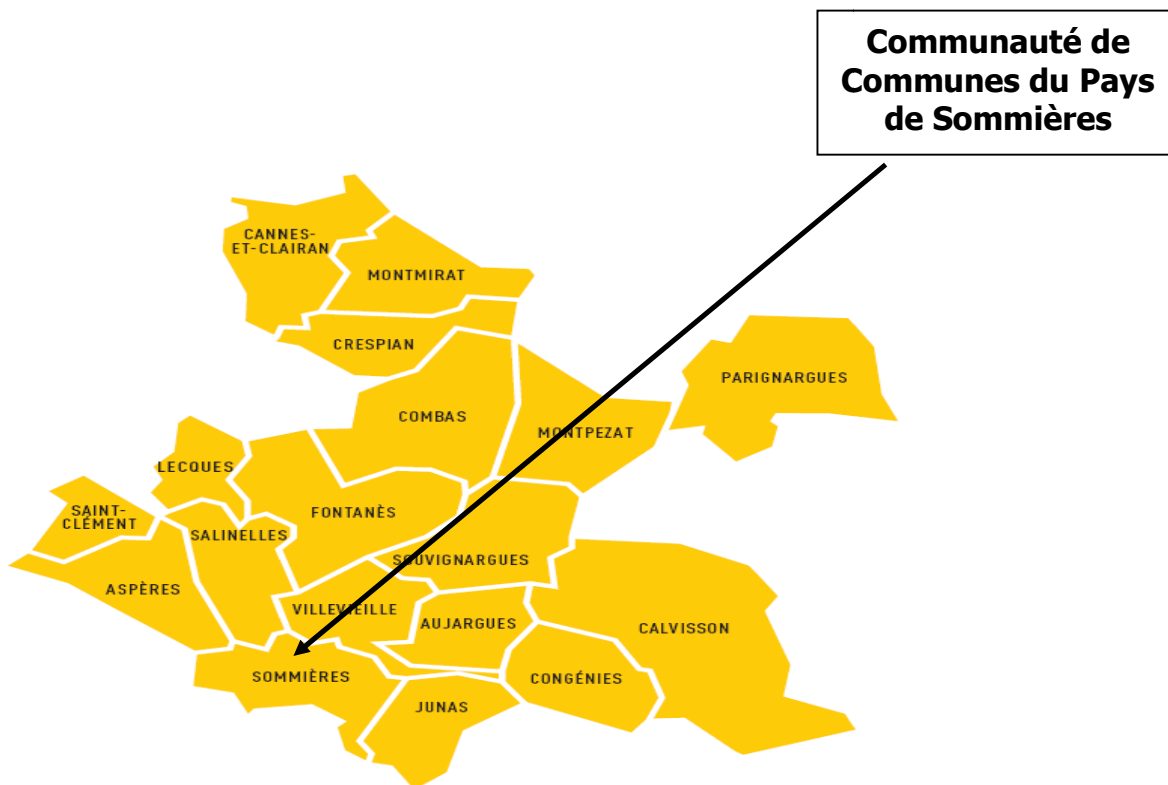 Communauté de
Communes du Pays
de Sommières
CANNES-
ET-CLAIRAN
MONTMIRAT
CRESPIAN
PARIGNARGUES
COMBAS
MONTPEZAT
LECQUES
SAINT-
CLÉMENT
FONTANÈS
SALINELLES
SOUVIGNARGUES
ASPÈRES
VILLEVIEILLE
AUJARGUES
CALVISSON
SOMMIÈRES
CONGÉNIES
JUNAS